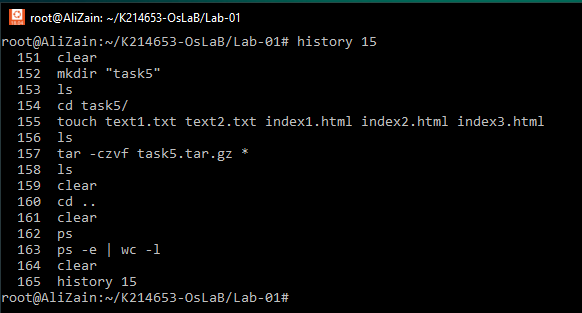 root@AliZain: ~/K214653-OsLaB/Lab-01
root@AliZain:~/K214653-OsLaB/Lab-01# history 15
151 clear
152 mkdir "task5"
153 ls
154 cd task5/
155 touch text1.txt text2.txt index1.html index2.html index3.html
156 ls
157 tar -czvf task5.tar.gz *
158 ls
159 clear
160 cd ..
161 clear
162 ps
163 ps -e | wc -l
164 clear
165 history 15
root@AliZain:~/K214653-OsLaB/Lab-01#